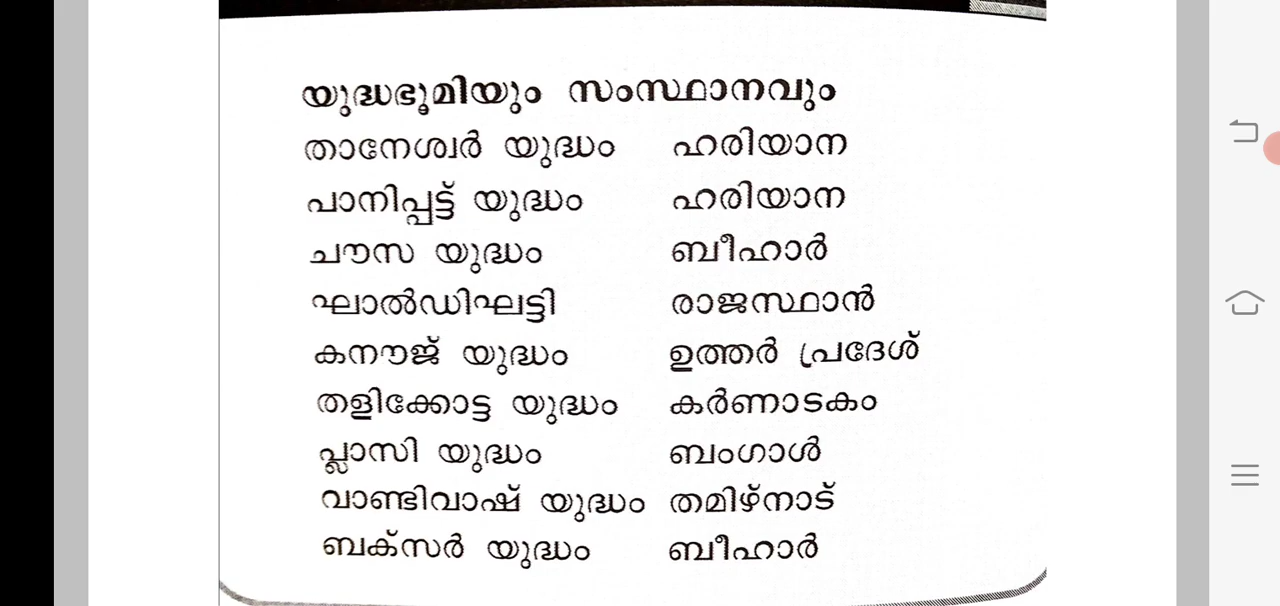 യുദ്ധഭൂമിയും സംസ്ഥാനവും
താനേശ്വർ യുദ്ധം ഹരിയാന
പാനിപ്പട്ട് യുദ്ധം ഹരിയാന
ചൗസ യുദ്ധം ബീഹാർ
ഘാൽഡിഘട്ടി രാജസ്ഥാൻ
കനൗജ് യുദ്ധം ഉത്തർ പ്രദേശ്
തളിക്കോട്ട യുദ്ധം കർണാടകം
പ്ലാസി യുദ്ധം ബംഗാൾ
വാണ്ടിവാഷ് യുദ്ധം തമിഴ്നാട്
ബക്സർ യുദ്ധം ബീഹാർ